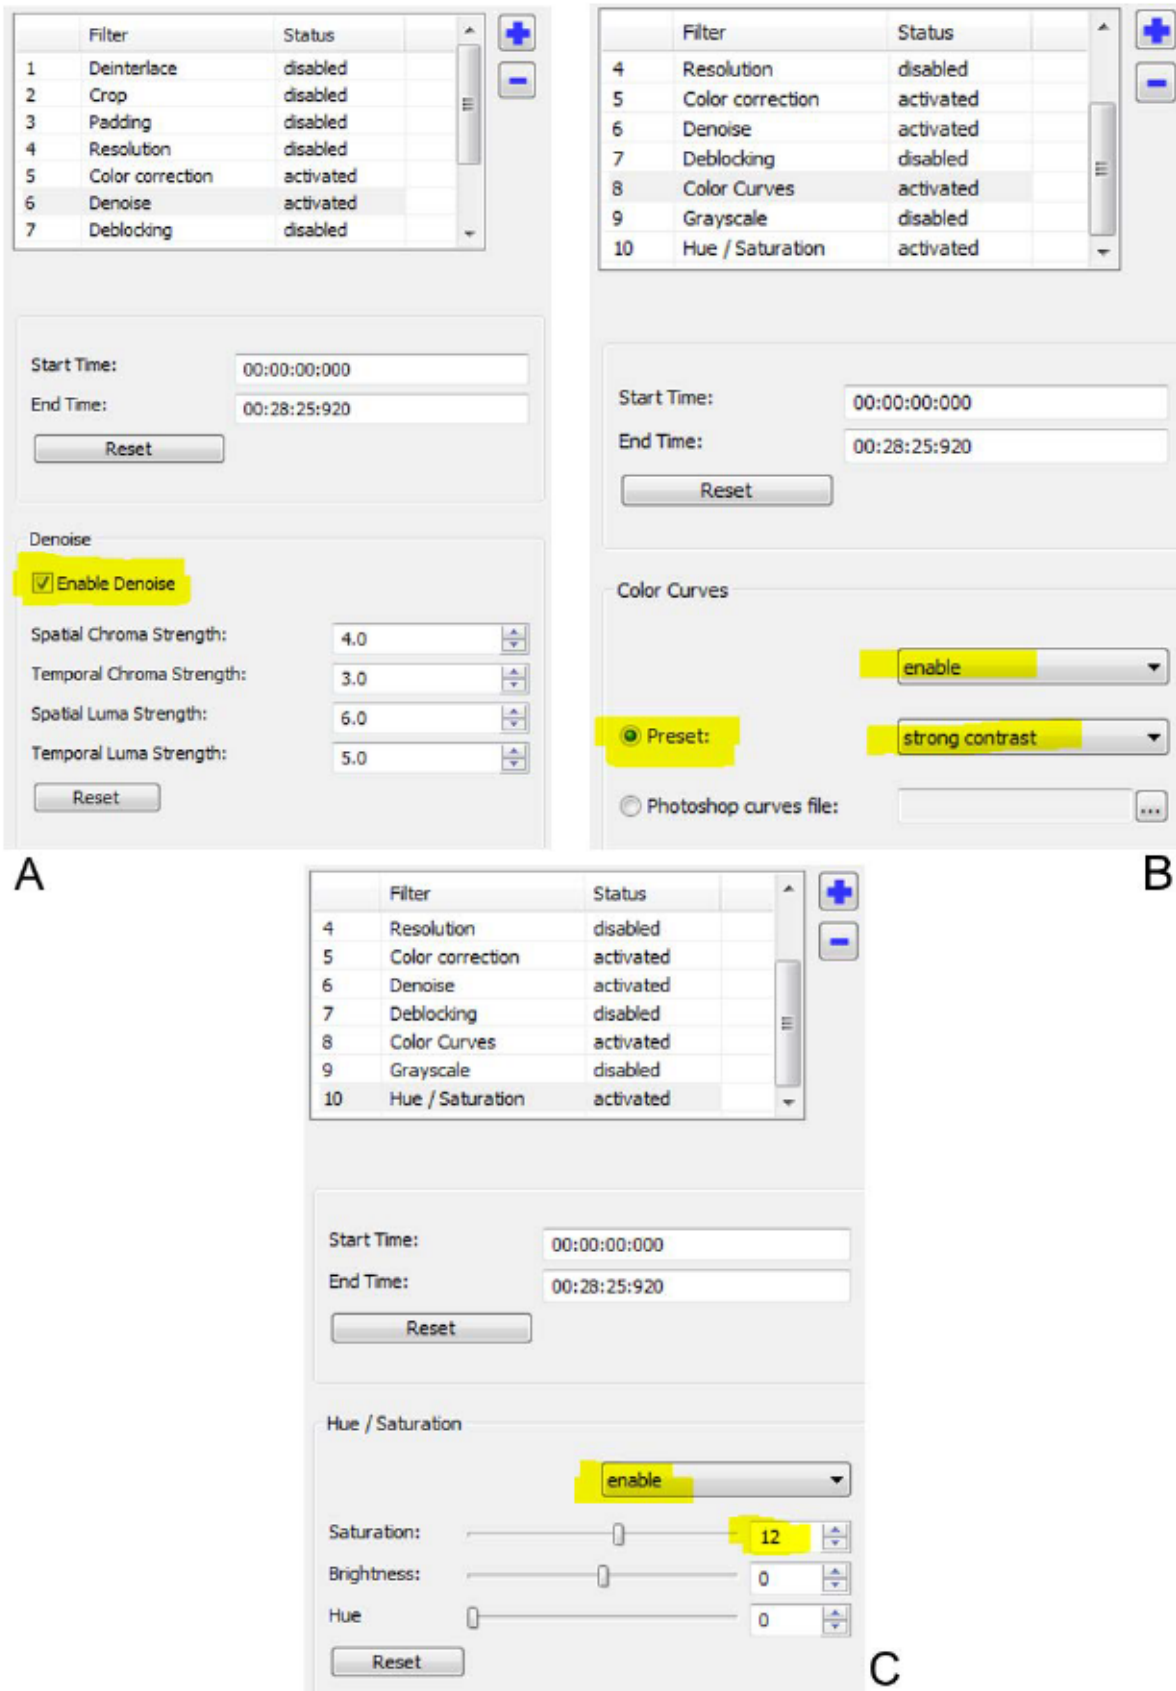 Filter Status
1 Deinterlace disabled
2 Crop disabled
3 Padding disabled
4 Resolution disabled
5 Color correction activated
6 Denoise activated
7 Deblocking disabled
Start Time: 00:00:00:000
End Time: 00:28:25:920
Reset
Denoise
Enable Denoise
Spatial Chroma Strength: 4.0
Temporal Chroma Strength: 3.0
Spatial Luma Strength: 6.0
Temporal Luma Strength: 5.0
Reset
A
Filter Status
4 Resolution disabled
5 Color correction activated
6 Denoise activated
7 Deblocking disabled
8 Color Curves activated
9 Grayscale disabled
10 Hue / Saturation activated
Start Time: 00:00:00:000
End Time: 00:28:25:920
Reset
Color Curves
enable
Preset: strong contrast
Photoshop curves file: ...
B
Filter Status
4 Resolution disabled
5 Color correction activated
6 Denoise activated
7 Deblocking disabled
8 Color Curves activated
9 Grayscale disabled
10 Hue / Saturation activated
Start Time: 00:00:00:000
End Time: 00:28:25:920
Reset
Hue / Saturation
enable
Saturation: 12
Brightness: 0
Hue 0
Reset
C